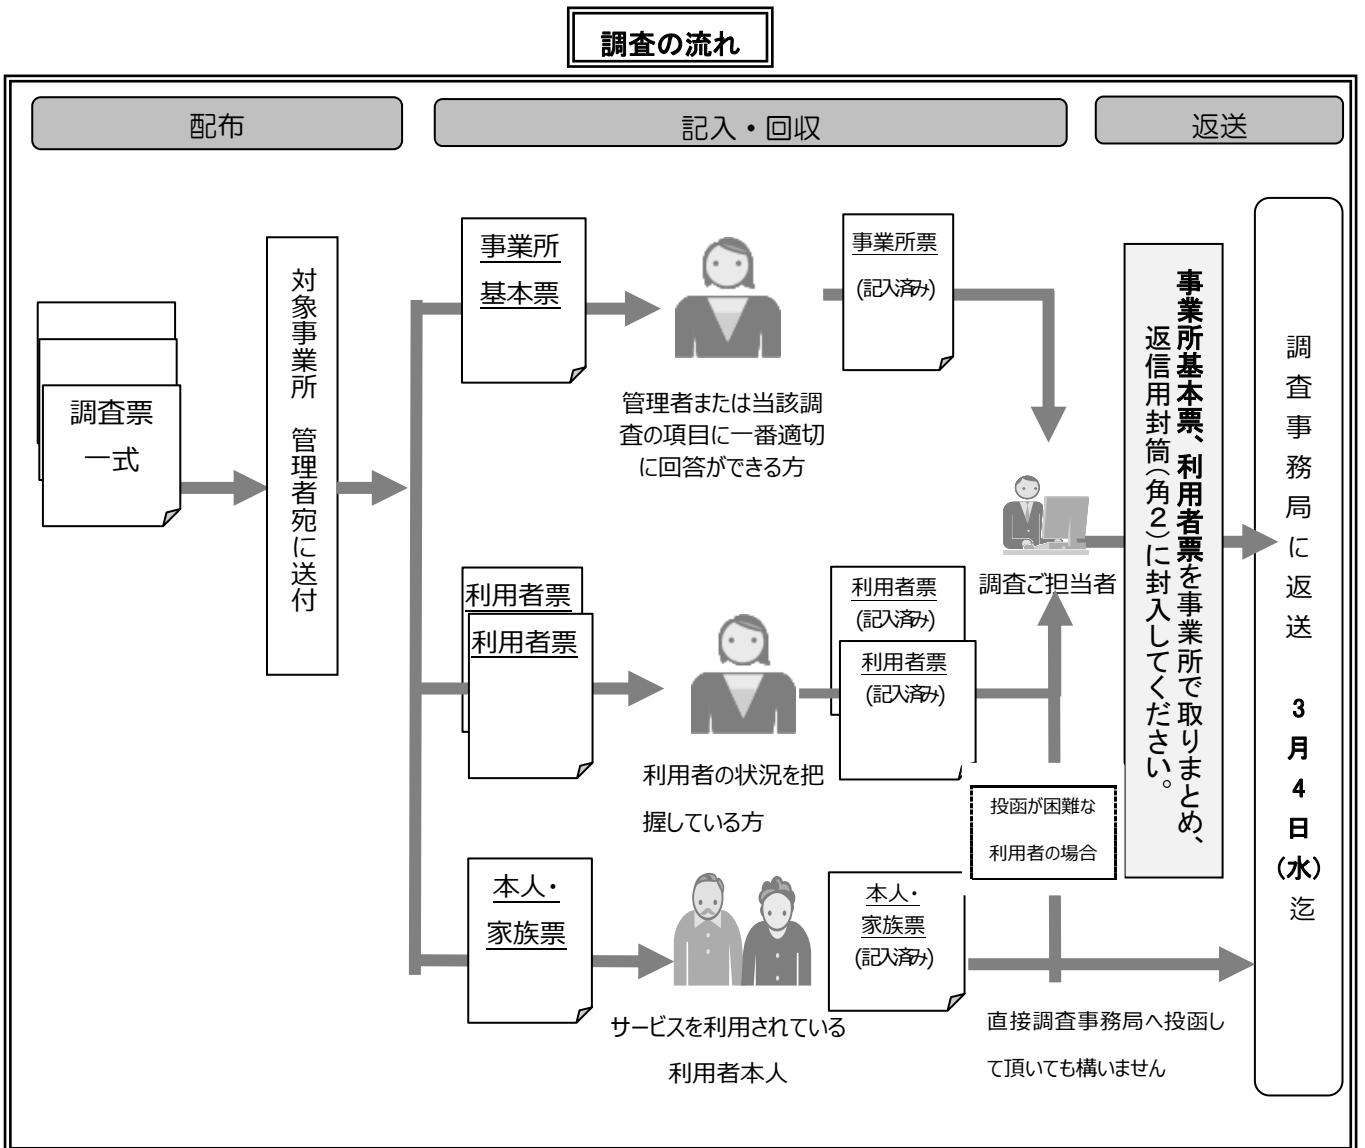 調査の流れ
配布
記入・回収
返送
調査票
一式
対象事業所　管理者宛に送付
事業所
基本票
管理者または当該調
査の項目に一番適切
に回答ができる方
事業所票
(記入済み)
利用者票
利用者票
利用者の状況を把
握している方
利用者票
(記入済み)
利用者票
(記入済み)
調査ご担当者
本人・
家族票
サービスを利用されている
利用者本人
本人・
家族票
(記入済み)
投函が困難な
利用者の場合
直接調査事務局へ投函し
て頂いても構いません
事業所基本票、利用者票を事業所で取りまとめ、
返信用封筒（角２）に封入してください。
調査事務局に返送　3月4日(水)迄